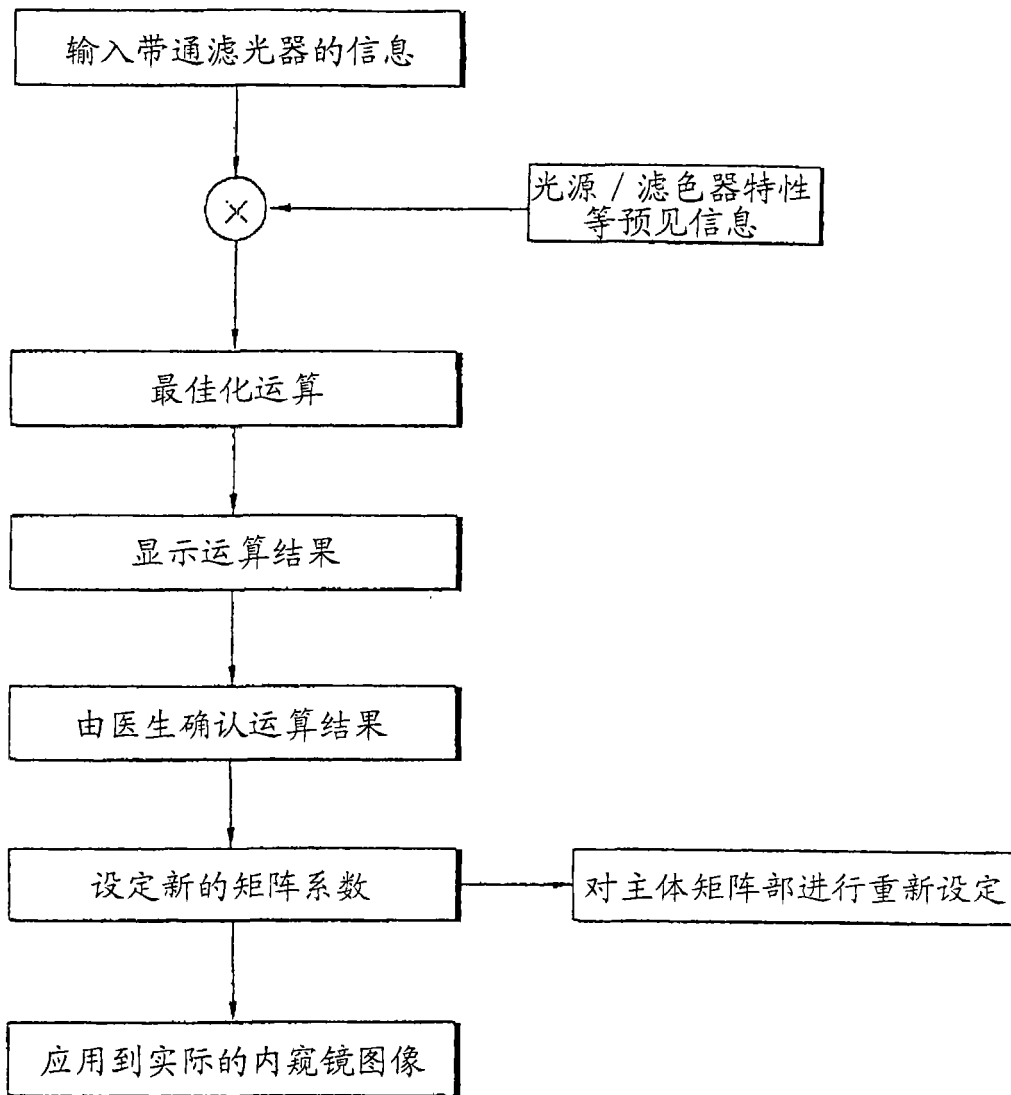 输入带通滤光器的信息
光源/滤色器特性
等预见信息
最佳化运算
显示运算结果
由医生确认运算结果
设定新的矩阵系数
对主体矩阵部进行重新设定
应用到实际的内窥镜图像